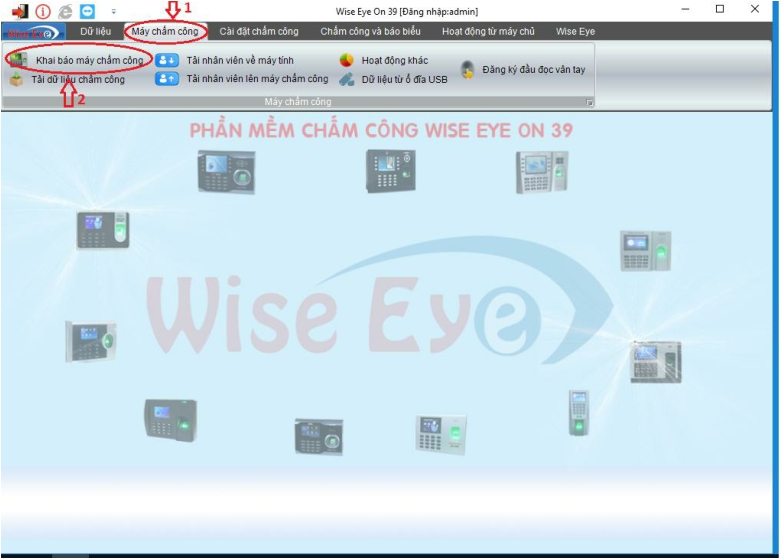 1
Wise Eye On 39 [Đăng nhập:admin]
Wise Eye
Dữ liệu
Máy chấm công
Cài đặt chấm công
Chấm công và báo biểu
Hoạt động từ máy chủ
Wise Eye
Khai báo máy chấm công
Tải nhân viên về máy tính
Hoạt động khác
Đăng ký đầu đọc vân tay
Tải dữ liệu chấm công
Tải nhân viên lên máy chấm công
Dữ liệu từ ổ đĩa USB
2
Máy chấm công
PHẦN MỀM CHẤM CÔNG WISE EYE ON 39
Wise Eye